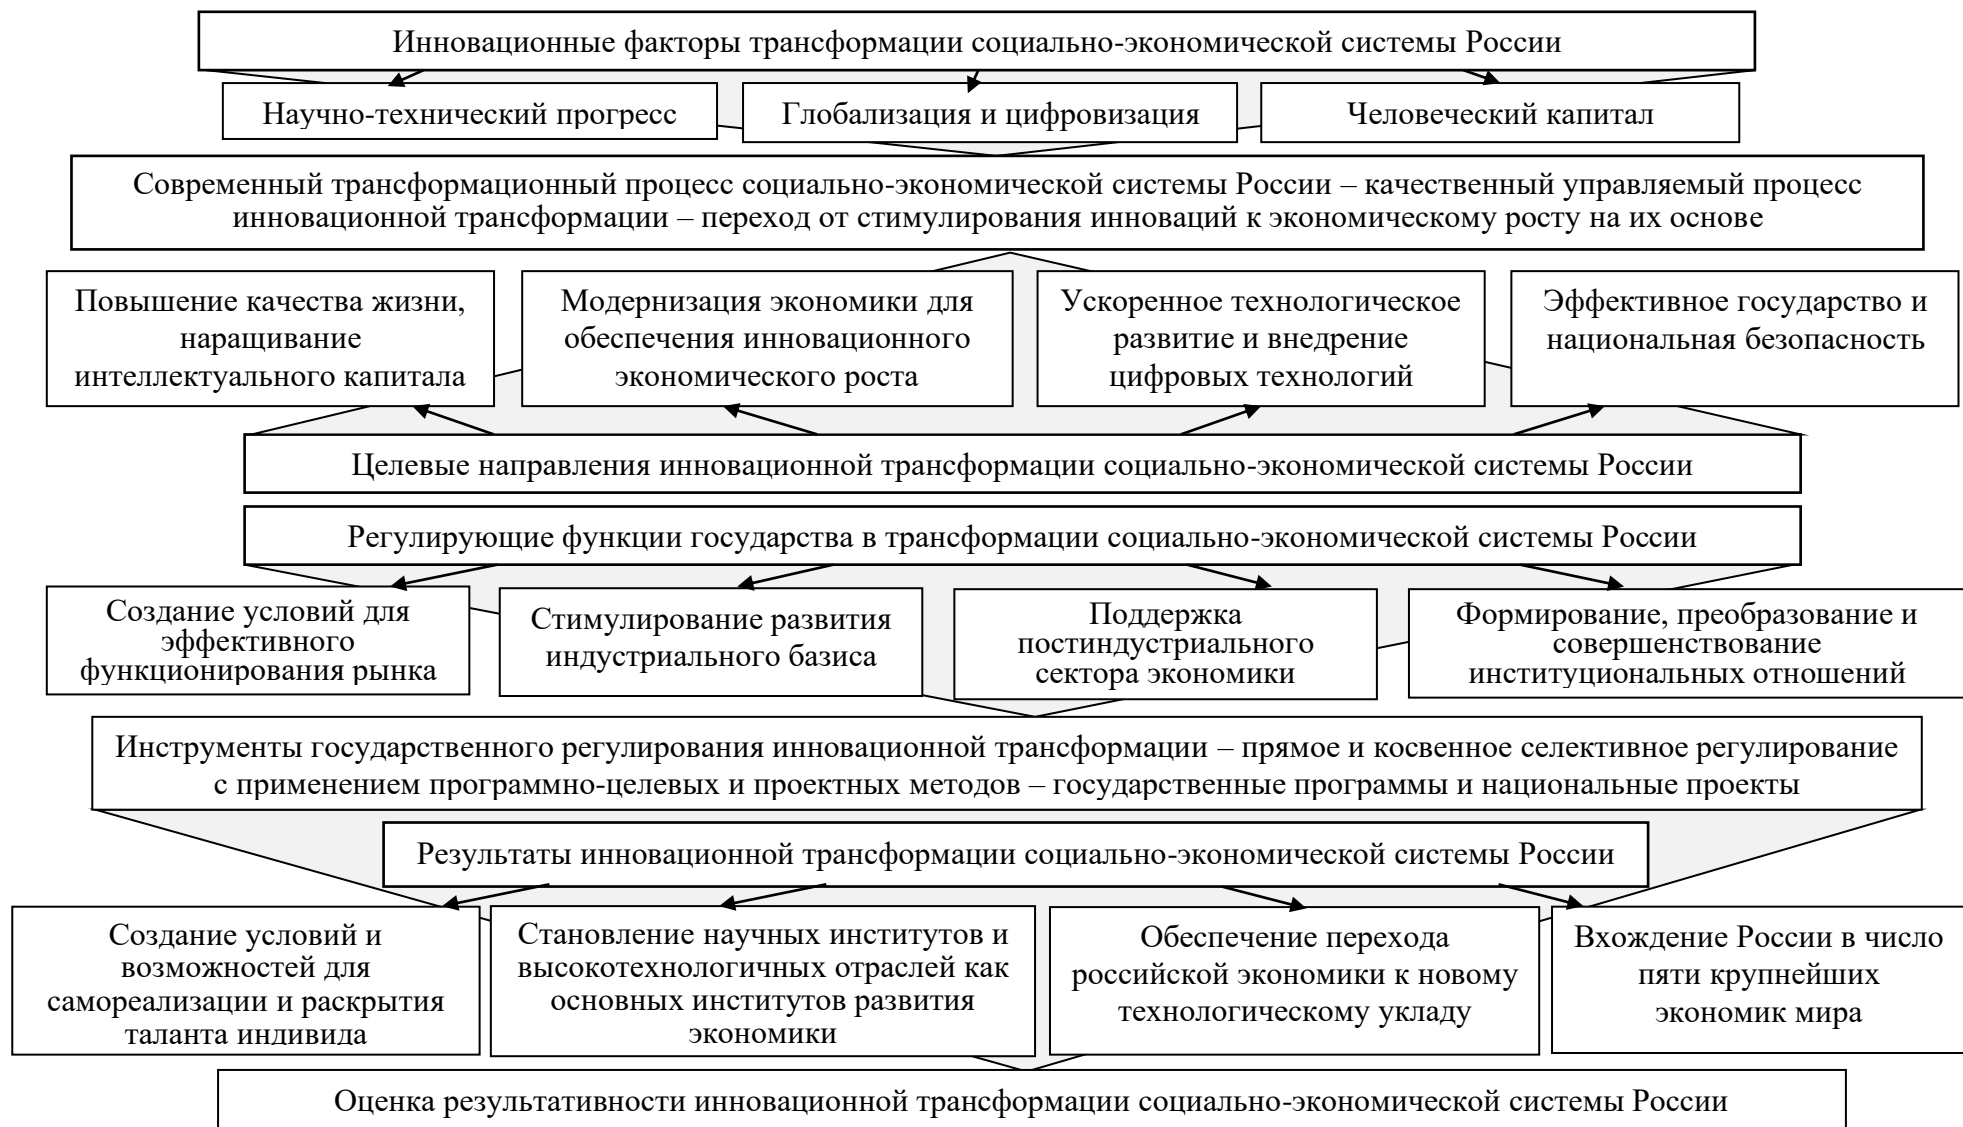 Инновационные факторы трансформации социально-экономической системы России
Научно-технический прогресс
Глобализация и цифровизация
Человеческий капитал
Современный трансформационный процесс социально-экономической системы России – качественный управляемый процесс
инновационной трансформации – переход от стимулирования инноваций к экономическому росту на их основе
Повышение качества жизни,
наращивание
интеллектуального капитала
Модернизация экономики для
обеспечения инновационного
экономического роста
Ускоренное технологическое
развитие и внедрение
цифровых технологий
Эффективное государство и
национальная безопасность
Целевые направления инновационной трансформации социально-экономической системы России
Регулирующие функции государства в трансформации социально-экономической системы России
Создание условий для
эффективного
функционирования рынка
Стимулирование развития
индустриального базиса
Поддержка
постиндустриального
сектора экономики
Формирование, преобразование и
совершенствование
институциональных отношений
Инструменты государственного регулирования инновационной трансформации – прямое и косвенное селективное регулирование
с применением программно-целевых и проектных методов – государственные программы и национальные проекты
Результаты инновационной трансформации социально-экономической системы России
Создание условий и
возможностей для
самореализации и раскрытия
таланта индивида
Становление научных институтов и
высокотехнологичных отраслей как
основных институтов развития
экономики
Обеспечение перехода
российской экономики к новому
технологическому укладу
Вхождение России в число
пяти крупнейших
экономик мира
Оценка результативности инновационной трансформации социально-экономической системы России